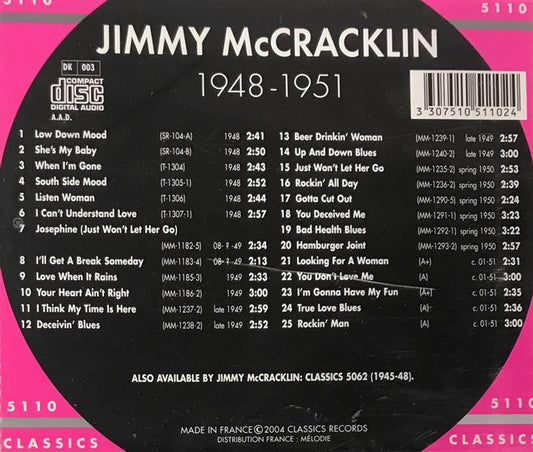 5110 5110
JIMMY McCRACKLIN
1948-1951
DK 003
COMPACT
disc
DIGITAL AUDIO
A.A.D.
3 307510 511024
1 Low Down Mood (SR-104-A) 1948 2:41
2 She's My Baby (SR-104-B) 1948 2:50
3 When I'm Gone (T-1304) 1948 2:43
4 South Side Mood (T-1305-1) 1948 2:52
5 Listen Woman (T-1306) 1948 2:44
6 I Can't Understand Love (T-1307-1) 1948 2:57
7 Josephine (Just Won't Let Her Go)
(MM-1182-5) 49 2:34
8 I'll Get A Break Someday (MM-1183-4) 49 2:13
9 Love When It Rains (MM-1185-3) 1949 2:33
10 Your Heart Ain't Right (MM-1186-2) 1949 3:00
11 I Think My Time Is Here (MM-1237-2) late 1949 2:59
12 Deceivin' Blues (MM-1238-2) late 1949 2:52
13 Beer Drinkin' Woman (MM-1239-1) late 1949 2:57
14 Up And Down Blues (MM-1240-2) late 1949 3:00
15 Just Won't Let Her Go (MM-1235-2) spring 1950 2:53
16 Rockin' All Day (MM-1236-2) spring 1950 2:39
17 Gotta Cut Out (MM-1290-5) spring 1950 2:24
18 You Deceived Me (MM-1291-4) spring 1950 3:23
19 Bad Health Blues (MM-1292-1) spring 1950 3:22
20 Hamburger Joint (MM-1293-2) spring 1950 2:57
21 Looking For A Woman (A+) c. 01-51 2:31
22 You Don't Love Me (A) c. 01-51 2:57
23 I'm Gonna Have My Fun (A+) c. 01-51 2:35
24 True Love Blues (A) c. 01-51 2:36
25 Rockin' Man (A) c. 01-51 3:00
ALSO AVAILABLE BY JIMMY McCRACKLIN: CLASSICS 5062 (1945-48).
5110 5110
MADE IN FRANCE ©2004 CLASSICS RECORDS
CLASSICS DISTRIBUTION FRANCE : MÉLODIE CLASSICS